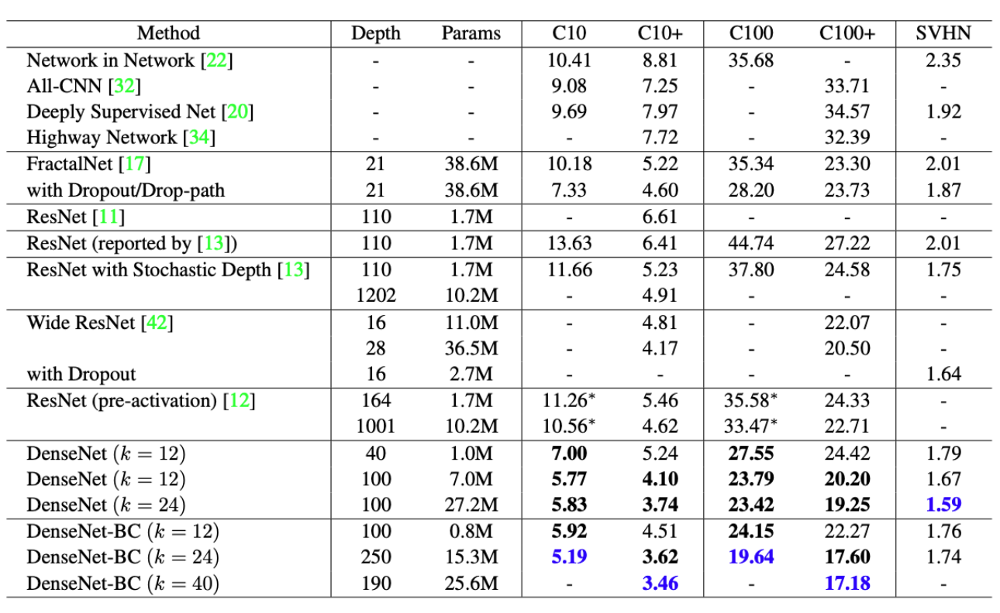 Method Depth Params C10 C10+ C100 C100+ SVHN
Network in Network [22] - - 10.41 8.81 35.68 - 2.35
All-CNN [32] - - 9.08 7.25 - 33.71 -
Deeply Supervised Net [20] - - 9.69 7.97 - 34.57 1.92
Highway Network [34] - - - 7.72 - 32.39 -
FractalNet [17] 21 38.6M 10.18 5.22 35.34 23.30 2.01
with Dropout/Drop-path 21 38.6M 7.33 4.60 28.20 23.73 1.87
ResNet [11] 110 1.7M - 6.61 - - -
ResNet (reported by [13]) 110 1.7M 13.63 6.41 44.74 27.22 2.01
ResNet with Stochastic Depth [13] 110 1.7M 11.66 5.23 37.80 24.58 1.75
1202 10.2M - 4.91 - - -
Wide ResNet [42] 16 11.0M - 4.81 - 22.07 -
28 36.5M - 4.17 - 20.50 -
with Dropout 16 2.7M - - - - 1.64
ResNet (pre-activation) [12] 164 1.7M 11.26* 5.46 35.58* 24.33 -
1001 10.2M 10.56* 4.62 33.47* 22.71 -
DenseNet (k = 12) 40 1.0M 7.00 5.24 27.55 24.42 1.79
DenseNet (k = 12) 100 7.0M 5.77 4.10 23.79 20.20 1.67
DenseNet (k = 24) 100 27.2M 5.83 3.74 23.42 19.25 1.59
DenseNet-BC (k = 12) 100 0.8M 5.92 4.51 24.15 22.27 1.76
DenseNet-BC (k = 24) 250 15.3M 5.19 3.62 19.64 17.60 1.74
DenseNet-BC (k = 40) 190 25.6M - 3.46 - 17.18 -